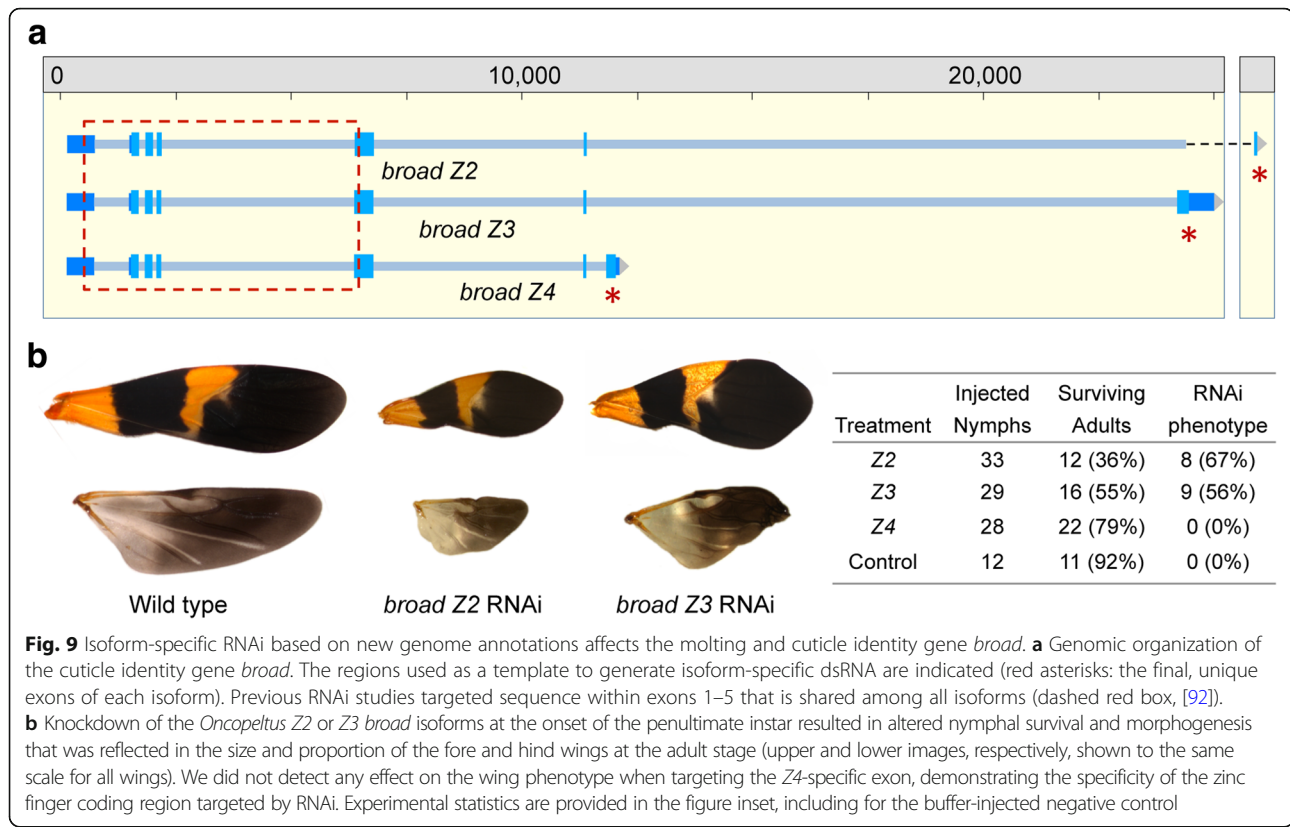 a
0 10,000 20,000
broad Z2
*
broad Z3
*
broad Z4
*
b
Wild type
broad Z2 RNAi
broad Z3 RNAi
Injected Surviving RNAi
Treatment Nymphs Adults phenotype
Z2 33 12 (36%) 8 (67%)
Z3 29 16 (55%) 9 (56%)
Z4 28 22 (79%) 0 (0%)
Control 12 11 (92%) 0 (0%)
Fig. 9 Isoform-specific RNAi based on new genome annotations affects the molting and cuticle identity gene broad. a Genomic organization of
the cuticle identity gene broad. The regions used as a template to generate isoform-specific dsRNA are indicated (red asterisks: the final, unique
exons of each isoform). Previous RNAi studies targeted sequence within exons 1–5 that is shared among all isoforms (dashed red box, [92]).
b Knockdown of the Oncopeltus Z2 or Z3 broad isoforms at the onset of the penultimate instar resulted in altered nymphal survival and morphogenesis
that was reflected in the size and proportion of the fore and hind wings at the adult stage (upper and lower images, respectively, shown to the same
scale for all wings). We did not detect any effect on the wing phenotype when targeting the Z4-specific exon, demonstrating the specificity of the zinc
finger coding region targeted by RNAi. Experimental statistics are provided in the figure inset, including for the buffer-injected negative control